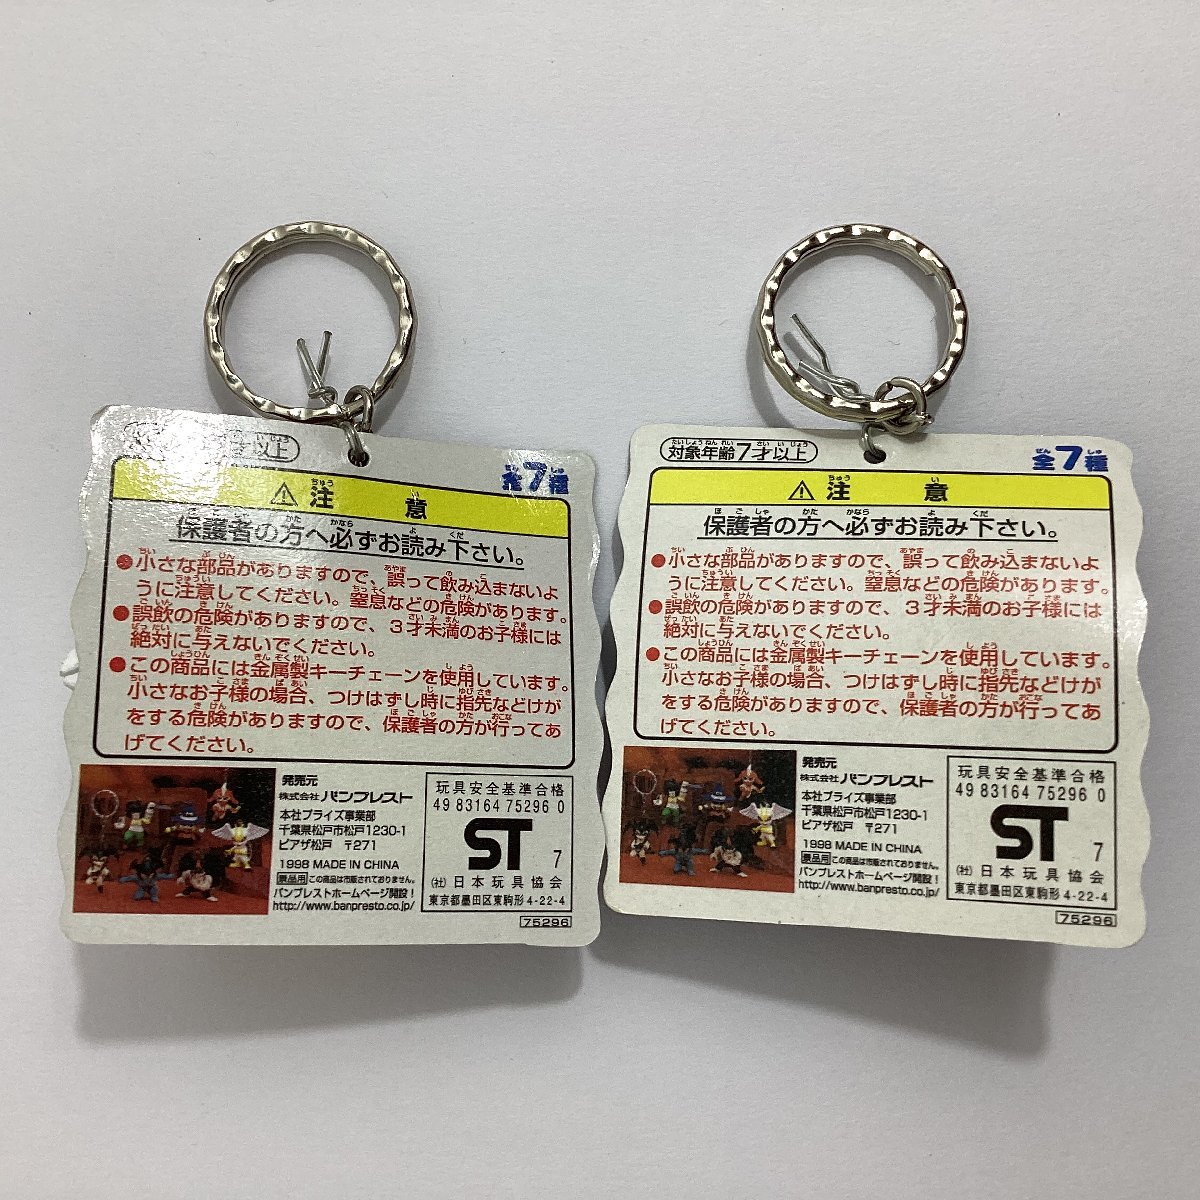 才以上
全7種
注意
保護者の方へ必ずお読み下さい。
●小さな部品がありますので、誤って飲み込まないよ
うに注意してください。窒息などの危険があります。
●誤飲の危険がありますので、3才未満のお子様には
絶対に与えないでください。
●この商品には金属製キーチェーンを使用しています。
小さなお子様の場合、つけはずし時に指先などけが
をする危険がありますので、保護者の方が行ってあ
げてください。
発売元
株式会社バンプレスト
本社プライズ事業部
千葉県松戸市松戸1230-1
ピアザ松戸 〒271
1998 MADE IN CHINA
景品用 この商品は市販されておりません。
バンプレストホームページ開設!
http://www.banpresto.co.jp/
玩具安全基準合格
49 83164 75296 0
ST 7
(社)日本玩具協会
東京都墨田区東駒形4-22-4
75296
対象年齢7才以上
全7種
注意
保護者の方へ必ずお読み下さい。
●小さな部品がありますので、誤って飲み込まないよ
うに注意してください。窒息などの危険があります。
●誤飲の危険がありますので、3才未満のお子様には
絶対に与えないでください。
●この商品には金属製キーチェーンを使用しています。
小さなお子様の場合、つけはずし時に指先などけが
をする危険がありますので、保護者の方が行ってあ
げてください。
発売元
株式会社バンプレスト
本社プライズ事業部
千葉県松戸市松戸1230-1
ピアザ松戸 〒271
1998 MADE IN CHINA
景品用 この商品は市販されておりません。
バンプレストホームページ開設!
http://www.banpresto.co.jp/
玩具安全基準合格
49 83164 75296 0
ST 7
(社)日本玩具協会
東京都墨田区東駒形4-22-4
75296